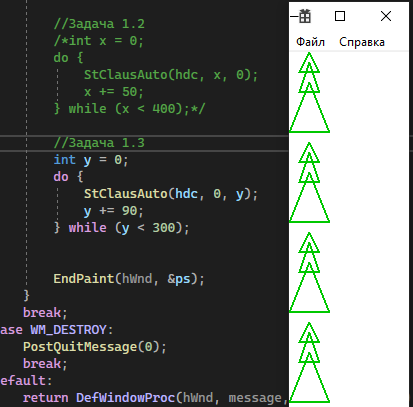 //Задача 1.2
/*int x = 0;
do {
StClausAuto(hdc, x, 0);
x += 50;
} while (x < 400);*/
//Задача 1.3
int y = 0;
do {
StClausAuto(hdc, 0, y);
y += 90;
} while (y < 300);
EndPaint(hWnd, &ps);
}
break;
ase WM_DESTROY:
PostQuitMessage(0);
break;
efault:
return DefWindowProc(hWnd, message,
Файл Справка